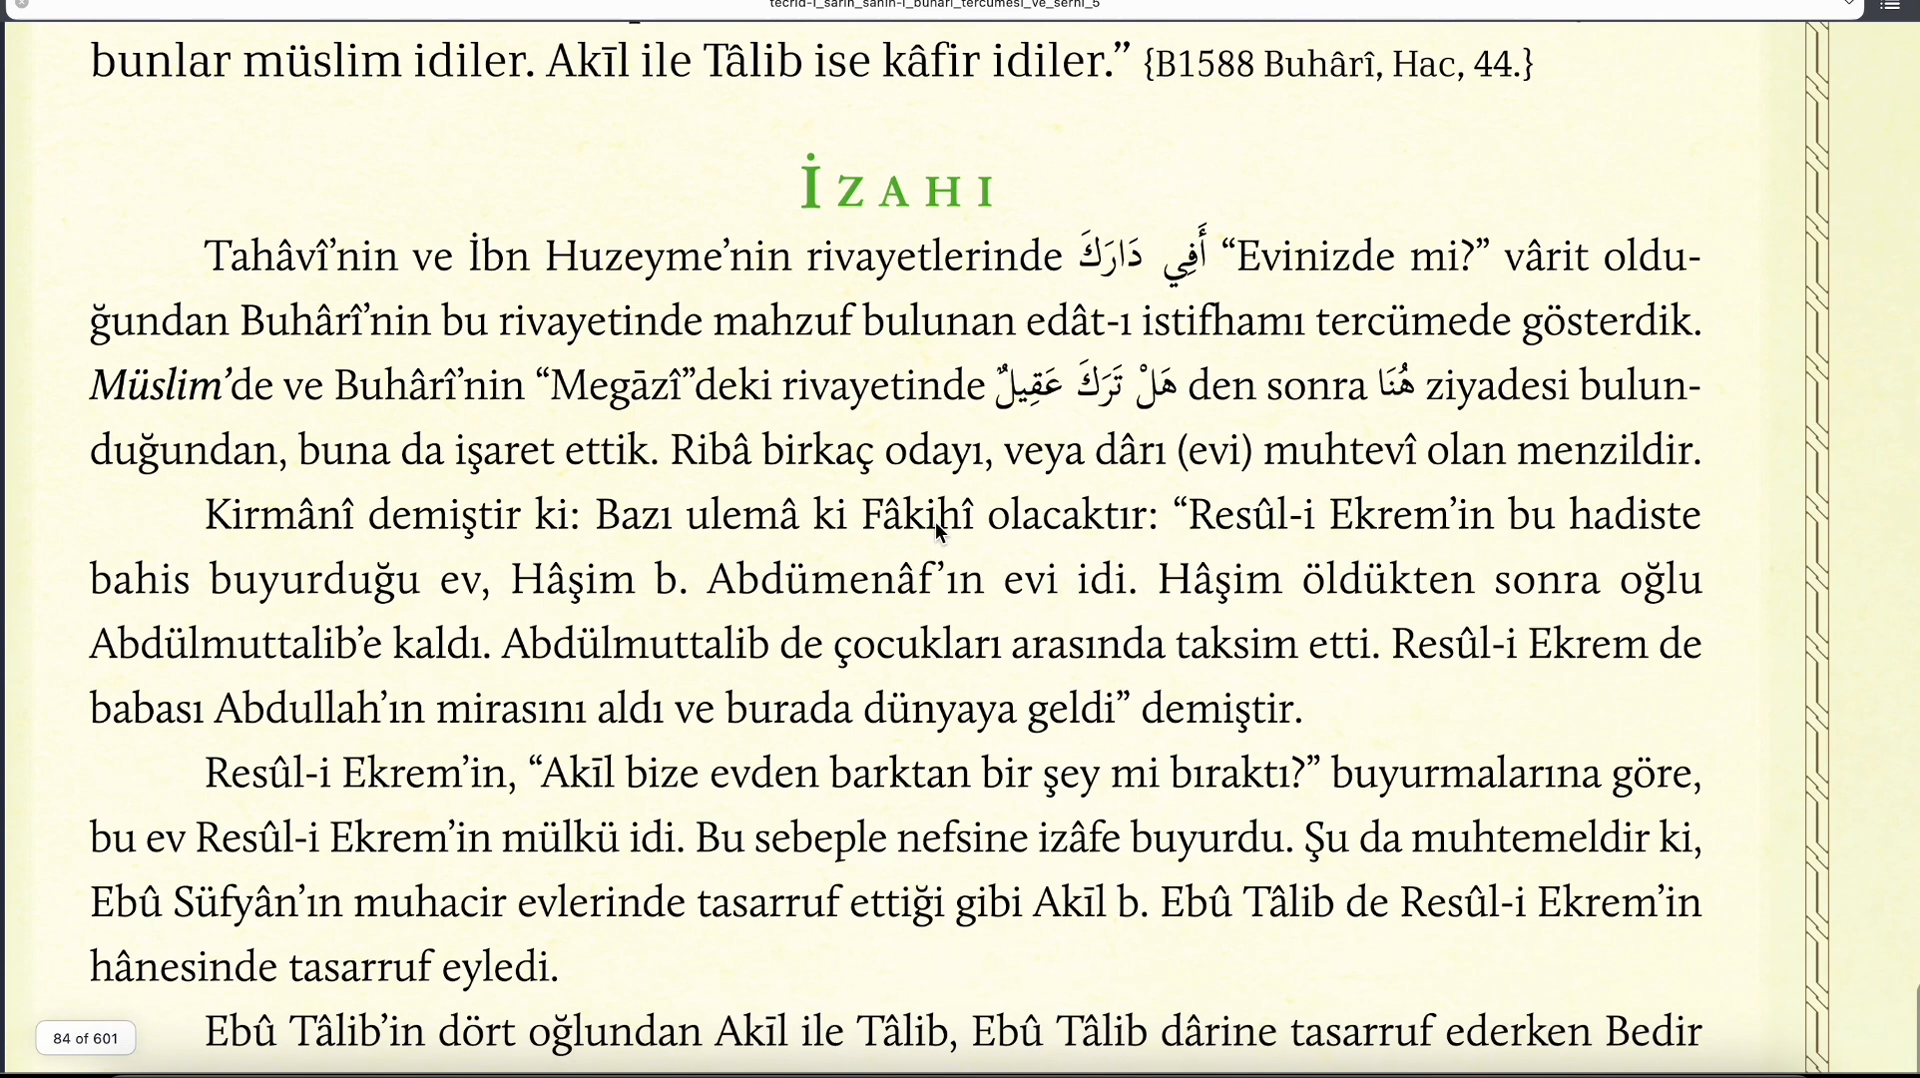 tecrid-i_sarih_sahih-i_buhari_tercumesi_ve_serhi_5
bunlar müslim idiler. Akīl ile Tâlib ise kâfir idiler.” {B1588 Buhârî, Hac, 44.}
İZAHI
Tahâvî’nin ve İbn Huzeyme’nin rivayetlerinde أَفِي دَارَكَ “Evinizde mi?” vârit oldu-
ğundan Buhârî’nin bu rivayetinde mahzuf bulunan edât-ı istifhamı tercümede gösterdik.
Müslim’de ve Buhârî’nin “Megāzî”deki rivayetinde هَلْ تَرَكَ عَقِيلٌ den sonra هُنَا ziyadesi bulun-
duğundan, buna da işaret ettik. Ribâ birkaç odayı, veya dârı (evi) muhtevî olan menzildir.
Kirmânî demiştir ki: Bazı ulemâ ki Fâkihî olacaktır: “Resûl-i Ekrem’in bu hadiste
bahis buyurduğu ev, Hâşim b. Abdümenâf’ın evi idi. Hâşim öldükten sonra oğlu
Abdülmuttalib’e kaldı. Abdülmuttalib de çocukları arasında taksim etti. Resûl-i Ekrem de
babası Abdullah’ın mirasını aldı ve burada dünyaya geldi” demiştir.
Resûl-i Ekrem’in, “Akīl bize evden barktan bir şey mi bıraktı?” buyurmalarına göre,
bu ev Resûl-i Ekrem’in mülkü idi. Bu sebeple nefsine izâfe buyurdu. Şu da muhtemeldir ki,
Ebû Süfyân’ın muhacir evlerinde tasarruf ettiği gibi Akīl b. Ebû Tâlib de Resûl-i Ekrem’in
hânesinde tasarruf eyledi.
Ebû Tâlib’in dört oğlundan Akīl ile Tâlib, Ebû Tâlib dârine tasarruf ederken Bedir
84 of 601